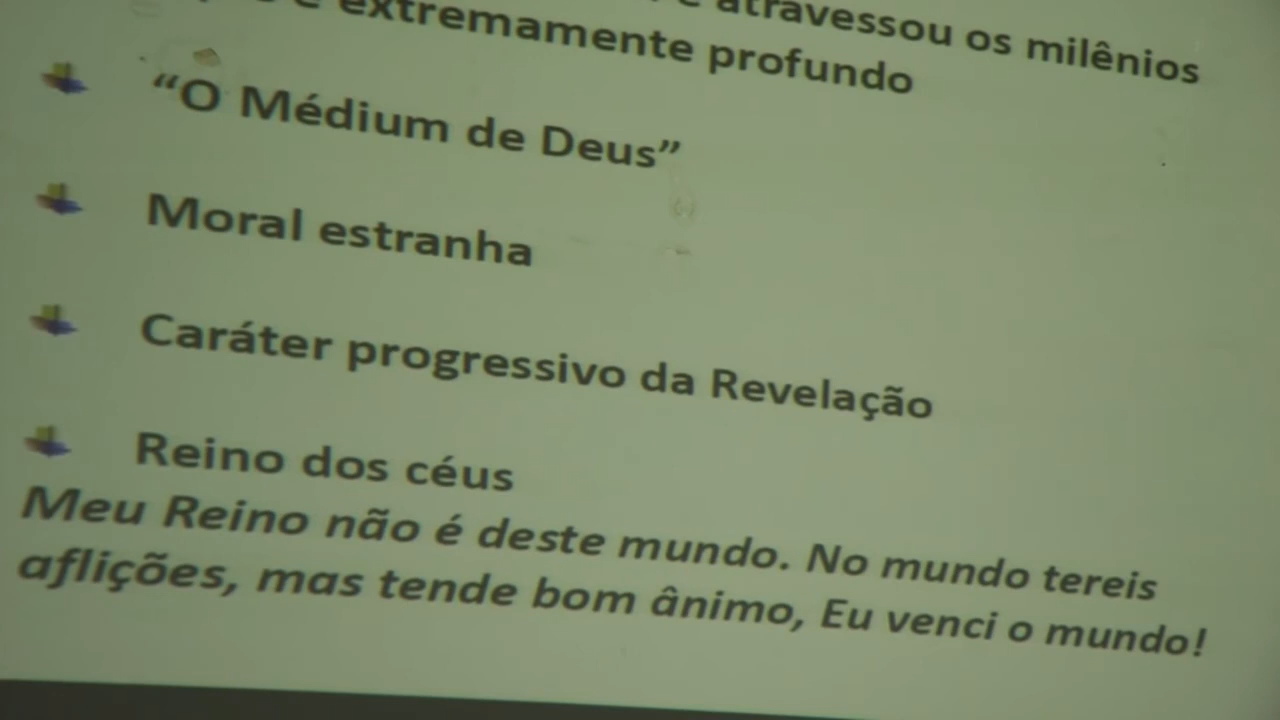 atravessou os milênios
extremamente profundo
“O Médium de Deus”
Moral estranha
Caráter progressivo da Revelação
Reino dos céus
Meu Reino não é deste mundo. No mundo tereis
aflições, mas tende bom ânimo, Eu venci o mundo!